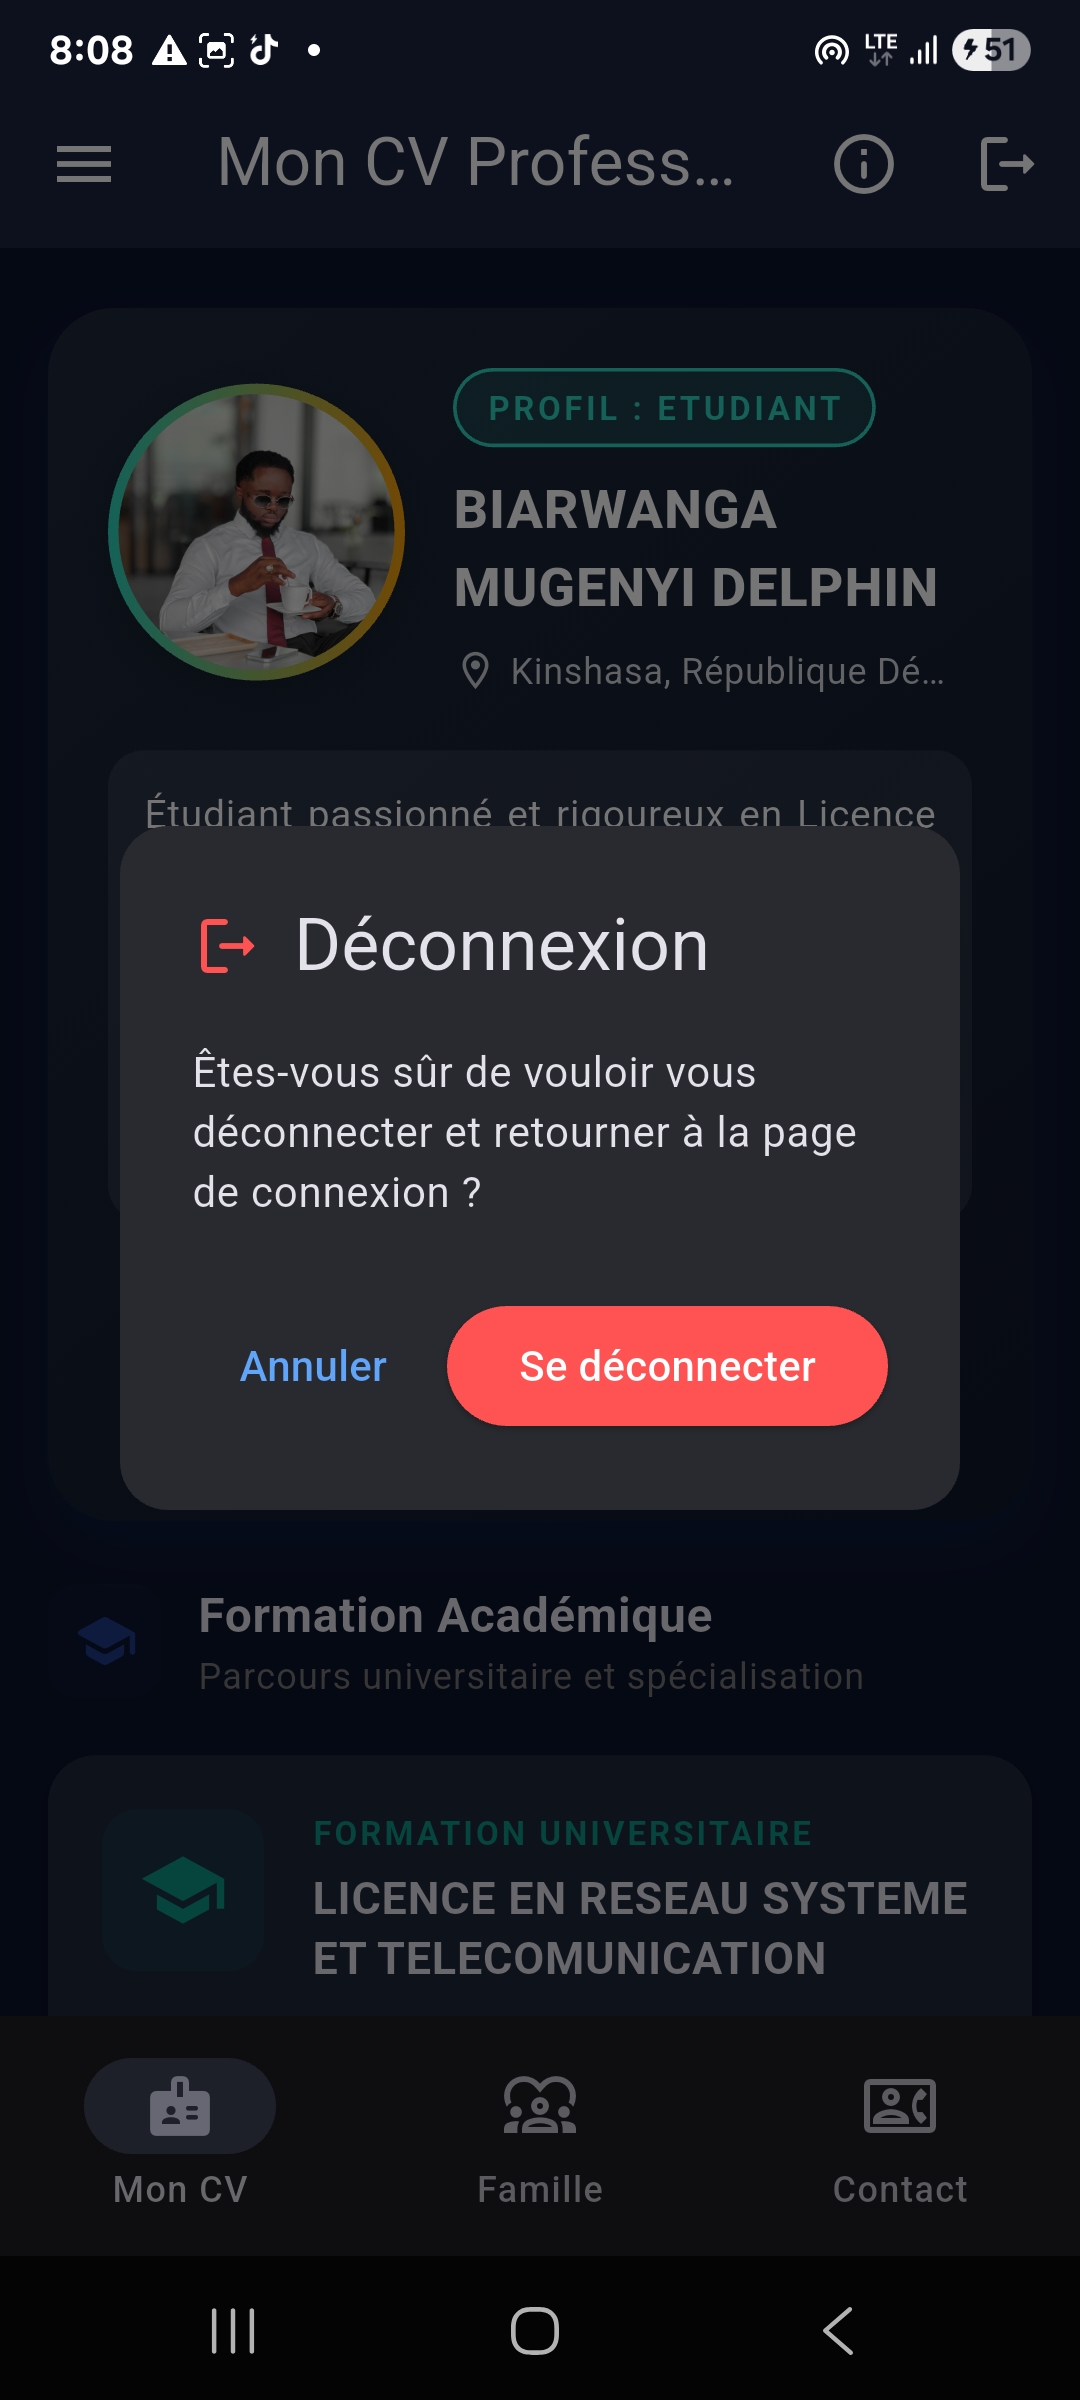 8:08
LTE
51
Mon CV Profess...
PROFIL : ETUDIANT
BIARWANGA
MUGENYI DELPHIN
Kinshasa, République Dé...
Étudiant passionné et rigoureux en Licence
Déconnexion
Êtes-vous sûr de vouloir vous
déconnecter et retourner à la page
de connexion ?
Annuler
Se déconnecter
Formation Académique
Parcours universitaire et spécialisation
FORMATION UNIVERSITAIRE
LICENCE EN RESEAU SYSTEME
ET TELECOMUNICATION
Mon CV
Famille
Contact